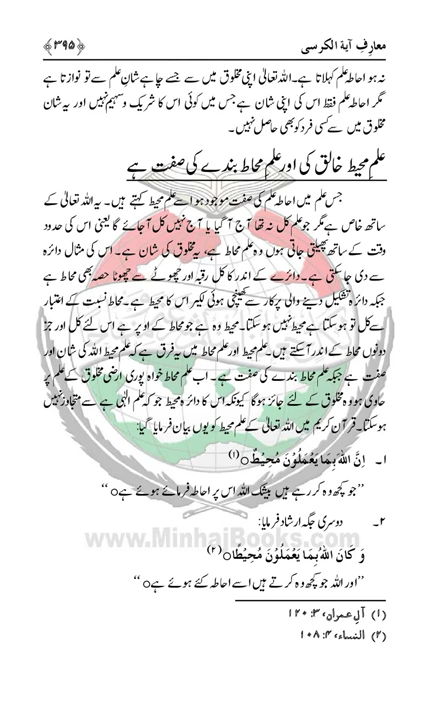 معارفِ آیۃ الکرسی ﴿۳۹۵﴾
نہ ہو احاطہ علم کہلاتا ہے۔ اللہ تعالیٰ اپنی مخلوق میں سے جسے چاہے شانِ علم سے تو نوازتا ہے
مگر احاطہ علم فقط اس کی اپنی شان ہے جس میں کوئی اس کا شریک و سہیم نہیں اور یہ شان
مخلوق میں سے کسی فرد کو بھی حاصل نہیں۔
علمِ محیط خالق کی اور علمِ محاط بندے کی صفت ہے
جس علم میں احاطہ علم کی صفت موجود ہو اسے علمِ محیط کہتے ہیں۔ یہ اللہ تعالیٰ کے
ساتھ خاص ہے مگر جو علم کل نہ تھا آج آ گیا یا آج نہیں کل آجائے گا یعنی اس کی حدود
وقت کے ساتھ پھیلتی جاتی ہوں وہ علم محاط ہے، یہ مخلوق کی شان ہے۔ اس کی مثال دائرہ
سے دی جا سکتی ہے۔ دائرے کے اندر کا کل رقبہ اور چھوٹے سے چھوٹا حصہ بھی محاط ہے
جبکہ دائرہ تشکیل دینے والی پرکار سے کھینچی ہوئی لکیر اس کا محیط ہے۔ محاط نسبت کے اعتبار
سے کل تو ہو سکتا ہے محیط نہیں ہو سکتا۔ محیط وہ ہے جو محاط کے اوپر ہے اس لئے کل اور جز
دونوں محاط کے اندر آسکتے ہیں۔ علم محیط اور علم محاط میں یہ فرق ہے کہ علم محیط اللہ کی شان اور
صفت ہے جبکہ علم محاط بندے کی صفت ہے۔ اب علم محاط خواہ پوری ارضی مخلوق کے علم پر
حاوی ہو وہ مخلوق کے لئے جائز ہوگا کیونکہ اس کا دائرہ محیط جو کہ علم الٰہی ہے سے متجاوز نہیں
ہوسکتا۔ قرآن کریم میں اللہ تعالیٰ کے علم محیط کو یوں بیان فرمایا گیا:
۱۔ اِنَّ اللهَ بِمَا يَعْمَلُوْنَ مُحِيْطٌ○ (۱)
’’جو کچھ وہ کر رہے ہیں بیشک اللہ اس پر احاطہ فرمائے ہوئے ہے○‘‘
۲۔ دوسری جگہ ارشاد فرمایا:
وَ كَانَ اللهُ بِمَا يَعْمَلُوْنَ مُحِيْطًا○ (۲)
’’اور اللہ جو کچھ وہ کرتے ہیں اسے احاطہ کئے ہوئے ہے○‘‘
(۱) آل عمران، ۳: ۱۲۰
(۲) النساء، ۴: ۱۰۸
www.MinhajBooks.com